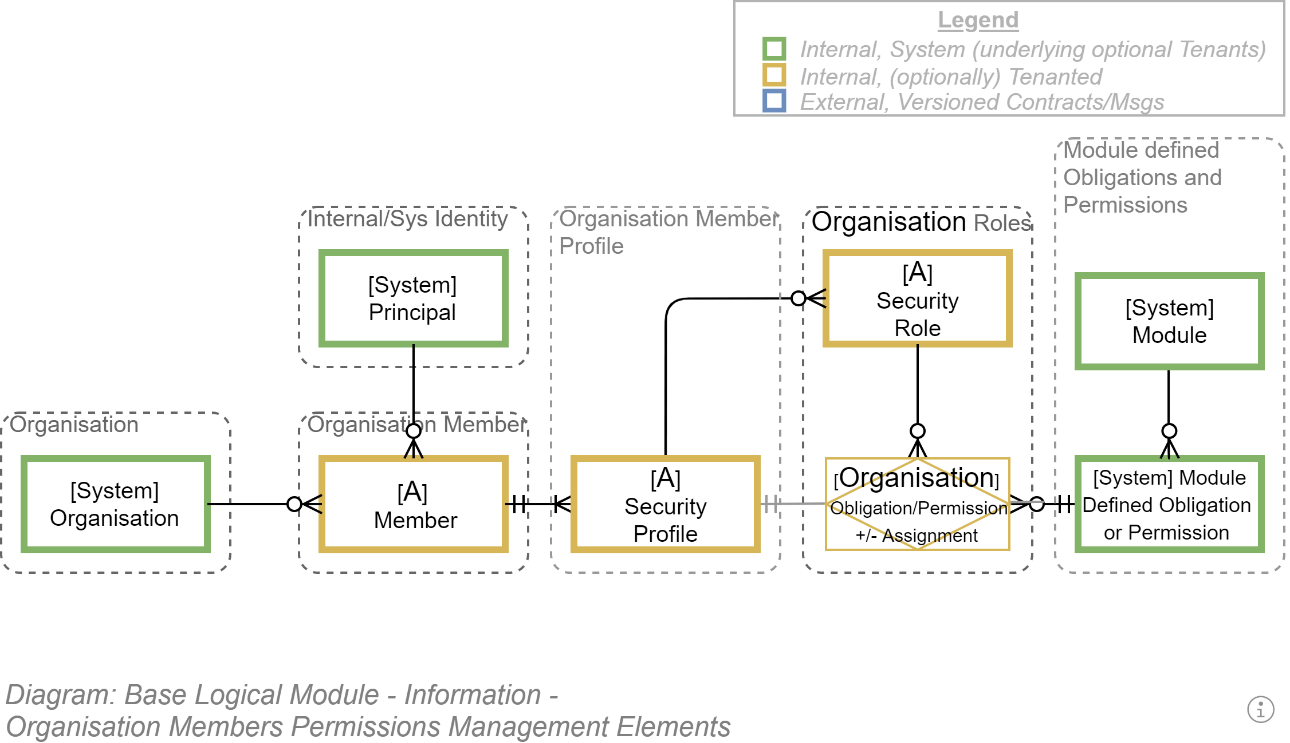 Legend
Internal, System (underlying optional Tenants)
Internal, (optionally) Tenanted
External, Versioned Contracts/Msgs
Module defined
Obligations and
Permissions
Internal/Sys Identity
[System]
Principal
Organisation Member
Profile
Organisation Roles
[A]
Security
Role
[System]
Module
Organisation
[System]
Organisation
Organisation Member
[A]
Member
[A]
Security
Profile
[Organisation]
Obligation/Permission
+/- Assignment
[System] Module
Defined Obligation
or Permission
Diagram: Base Logical Module - Information -
Organisation Members Permissions Management Elements
i